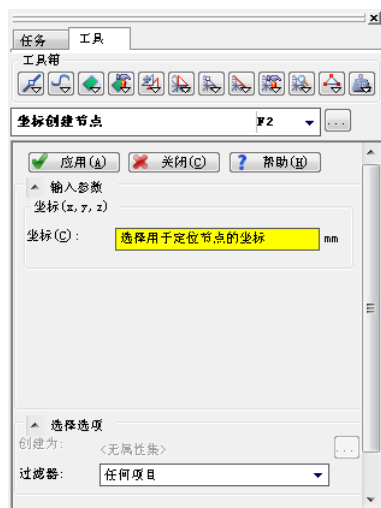 任务 工具
工具箱
坐标创建节点 F2 ...
应用(A) 关闭(C) ? 帮助(H)
输入参数
坐标(x,y,z)
坐标(C): 选择用于定位节点的坐标 mm
选择选项
创建为: <无属性集> ...
过滤器: 任何项目